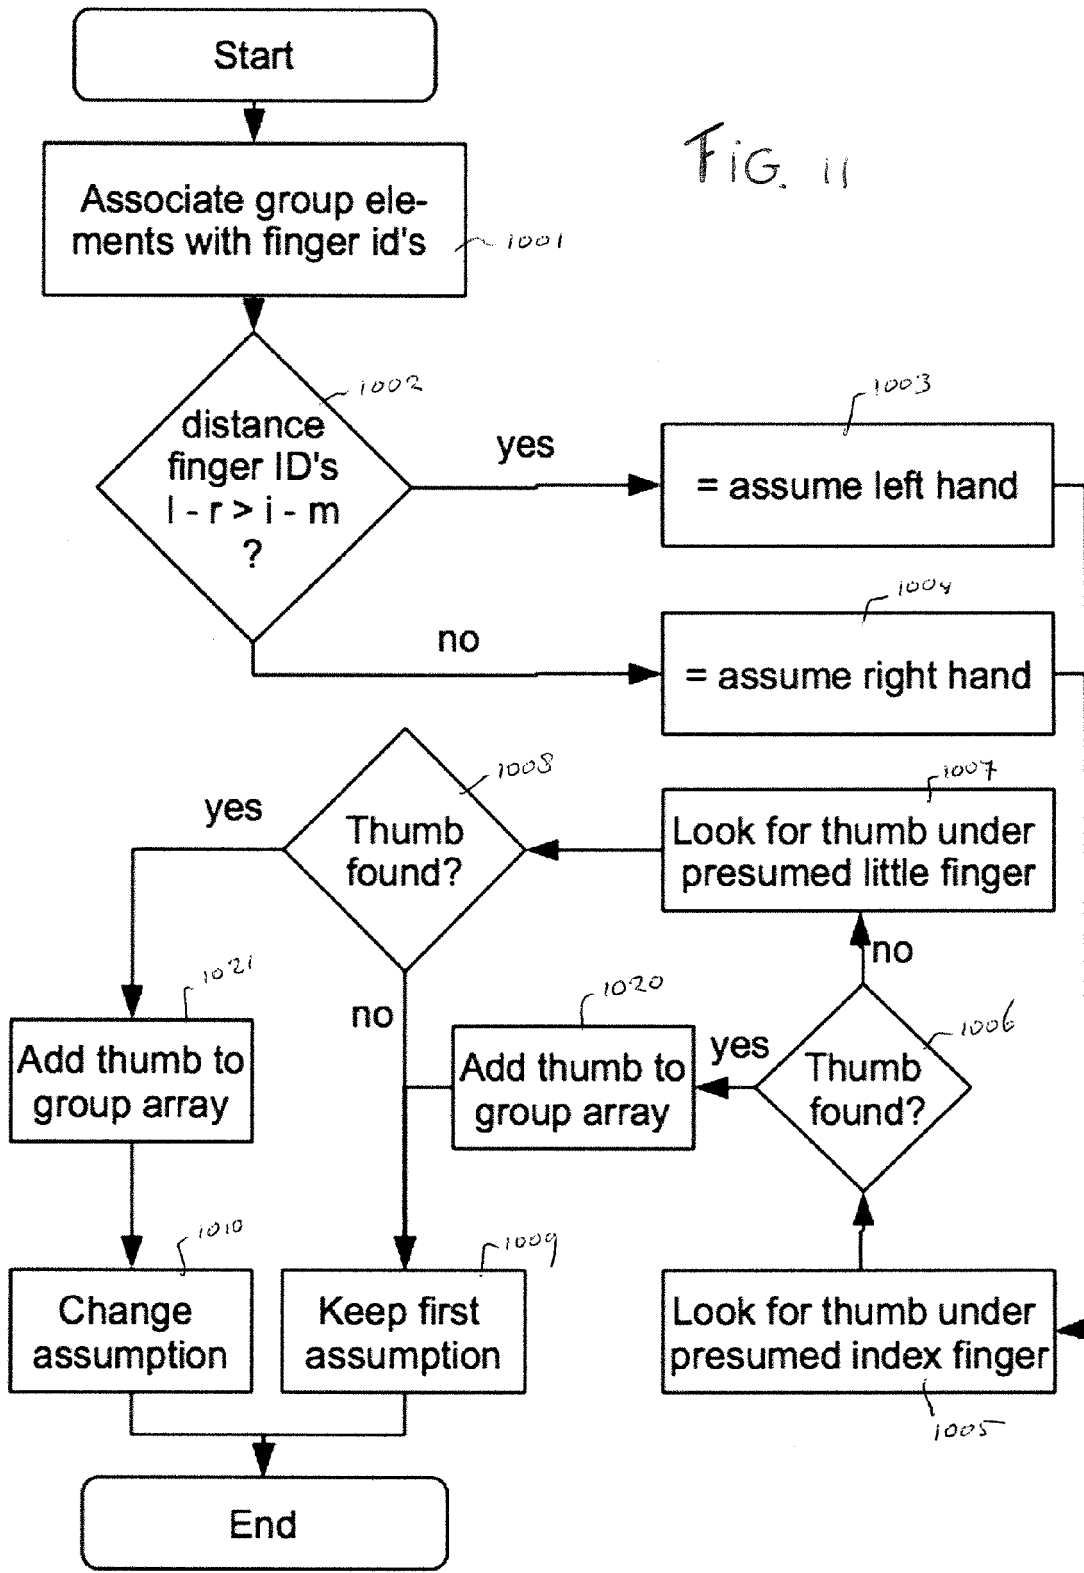 Start
FIG. 11
Associate group ele-
ments with finger id's
1001
1002
distance
finger ID's
l - r > i - m
?
yes
1003
= assume left hand
no
1004
= assume right hand
1008
yes
Thumb
found?
1007
Look for thumb under
presumed little finger
no
1021
Add thumb to
group array
no
1020
Add thumb to
group array
yes
1006
Thumb
found?
1010
Change
assumption
1009
Keep first
assumption
Look for thumb under
presumed index finger
1005
End